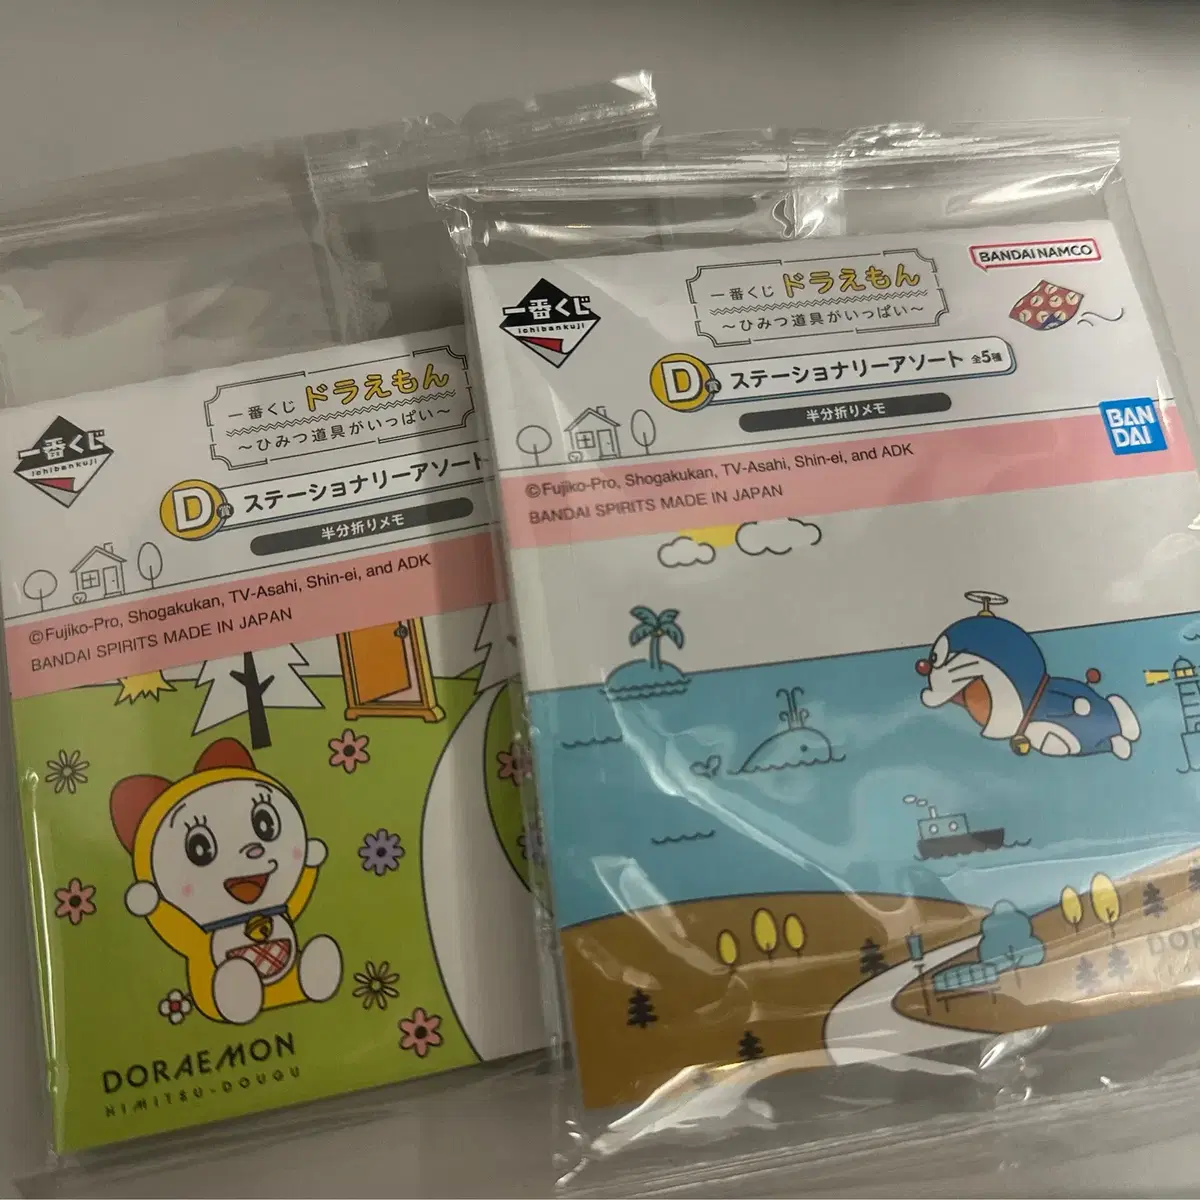 一番くじ
ichibankuji
一番くじ ドラえもん
〜ひみつ道具がいっぱい〜
D賞 ステーショナリーアソート
半分折りメモ
©Fujiko-Pro, Shogakukan, TV-Asahi, Shin-ei, and ADK
BANDAI SPIRITS MADE IN JAPAN
DORAEMON
HIMITSU-DOUGU
BANDAI NAMCO
一番くじ
ichibankuji
一番くじ ドラえもん
〜ひみつ道具がいっぱい〜
D賞 ステーショナリーアソート 全5種
半分折りメモ
BAN
DAI
©Fujiko-Pro, Shogakukan, TV-Asahi, Shin-ei, and ADK
BANDAI SPIRITS MADE IN JAPAN